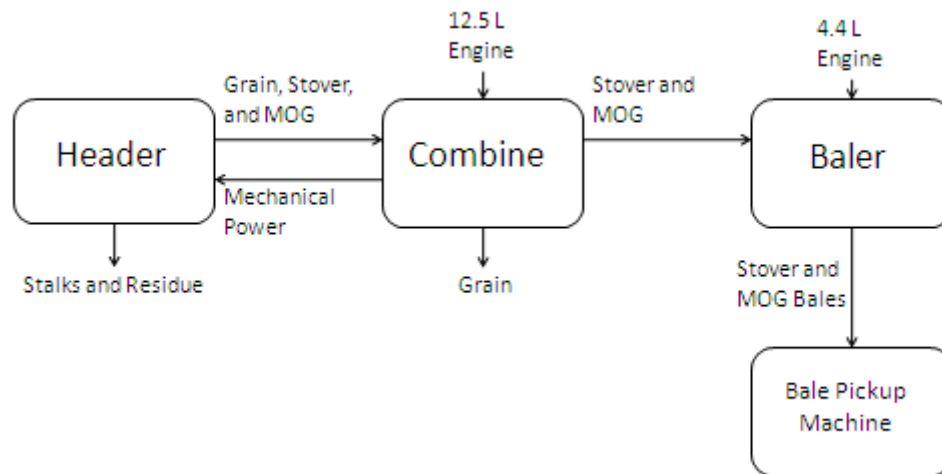 12.5 L
Engine
4.4 L
Engine
Grain, Stover,
and MOG
Stover and
MOG
Header
Combine
Baler
Mechanical
Power
Stalks and Residue
Grain
Stover and
MOG Bales
Bale Pickup
Machine